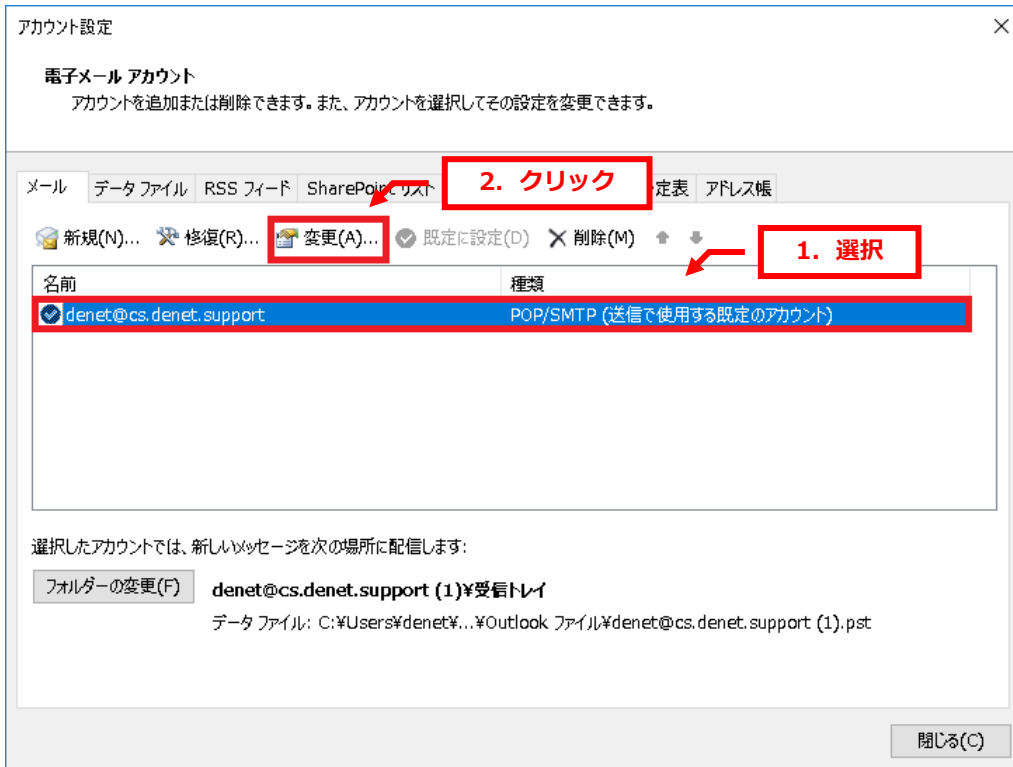 アカウント設定
電子メール アカウント
アカウントを追加または削除できます。また、アカウントを選択してその設定を変更できます。
メール データ ファイル RSS フィード SharePoint リスト 定表 アドレス帳
2. クリック
新規(N)... 修復(R)... 変更(A)... 既定に設定(D) 削除(M)
1. 選択
名前 種類
denet@cs.denet.support POP/SMTP (送信で使用する既定のアカウント)
選択したアカウントでは、新しいメッセージを次の場所に配信します:
フォルダーの変更(F) denet@cs.denet.support (1)¥受信トレイ
データ ファイル: C:¥Users¥denet¥...¥Outlook ファイル¥denet@cs.denet.support (1).pst
閉じる(C)